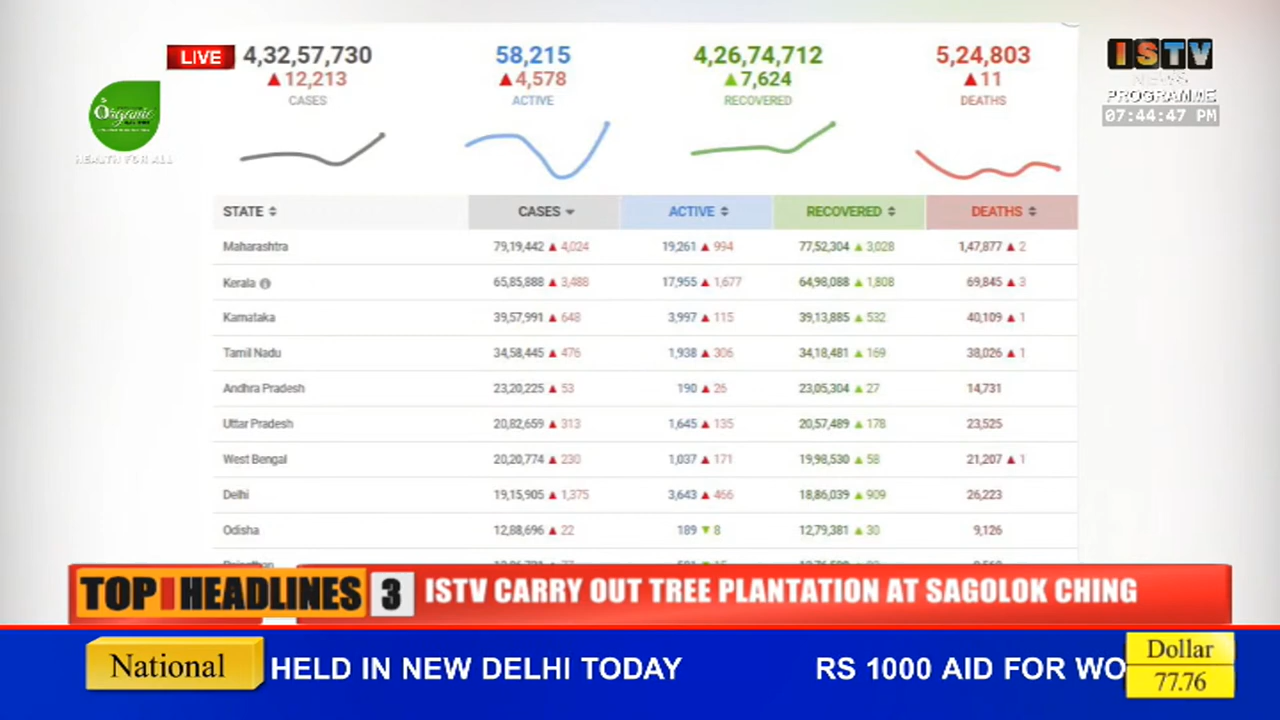 LIVE
4,32,57,730 58,215 4,26,74,712 5,24,803
▲12,213 ▲4,578 ▲7,624 ▲11
CASES ACTIVE RECOVERED DEATHS
ISTV
NEWS
PROGRAMME
07:44:47 PM
Organic
HEALTH FOR ALL
STATE CASES ACTIVE RECOVERED DEATHS
Maharashtra 79,19,442 ▲ 4,024 19,261 ▲ 994 77,52,304 ▲ 3,028 1,47,877 ▲ 2
Kerala 65,85,888 ▲ 3,488 17,955 ▲ 1,677 64,98,088 ▲ 1,808 69,845 ▲ 3
Karnataka 39,57,991 ▲ 648 3,997 ▲ 115 39,13,885 ▲ 532 40,109 ▲ 1
Tamil Nadu 34,58,445 ▲ 476 1,938 ▲ 306 34,18,481 ▲ 169 38,026 ▲ 1
Andhra Pradesh 23,20,225 ▲ 53 190 ▲ 26 23,05,304 ▲ 27 14,731
Uttar Pradesh 20,82,659 ▲ 313 1,645 ▲ 135 20,57,489 ▲ 178 23,525
West Bengal 20,20,774 ▲ 230 1,037 ▲ 171 19,98,530 ▲ 58 21,207 ▲ 1
Delhi 19,15,905 ▲ 1,375 3,643 ▲ 466 18,86,039 ▲ 909 26,223
Odisha 12,88,696 ▲ 22 189 ▼ 8 12,79,381 ▲ 30 9,126
TOP HEADLINES 3 ISTV CARRY OUT TREE PLANTATION AT SAGOLOK CHING
National HELD IN NEW DELHI TODAY RS 1000 AID FOR WO
Dollar
77.76